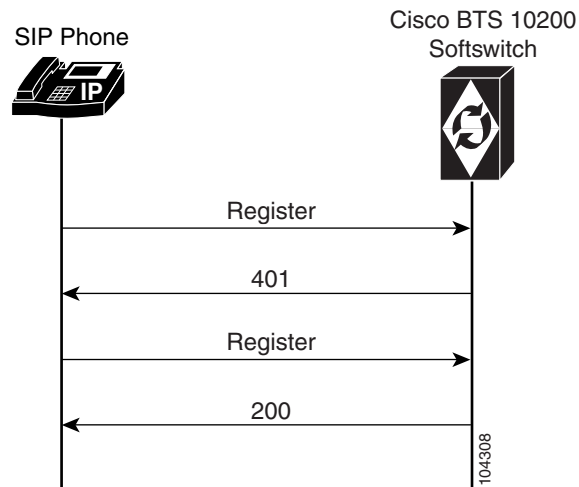 SIP Phone
Cisco BTS 10200
Softswitch
IP
Register
401
Register
200
104308